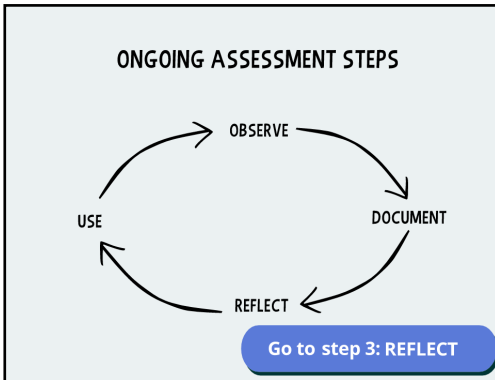 ONGOING ASSESSMENT STEPS
OBSERVE
USE
DOCUMENT
REFLECT
Go to step 3: REFLECT